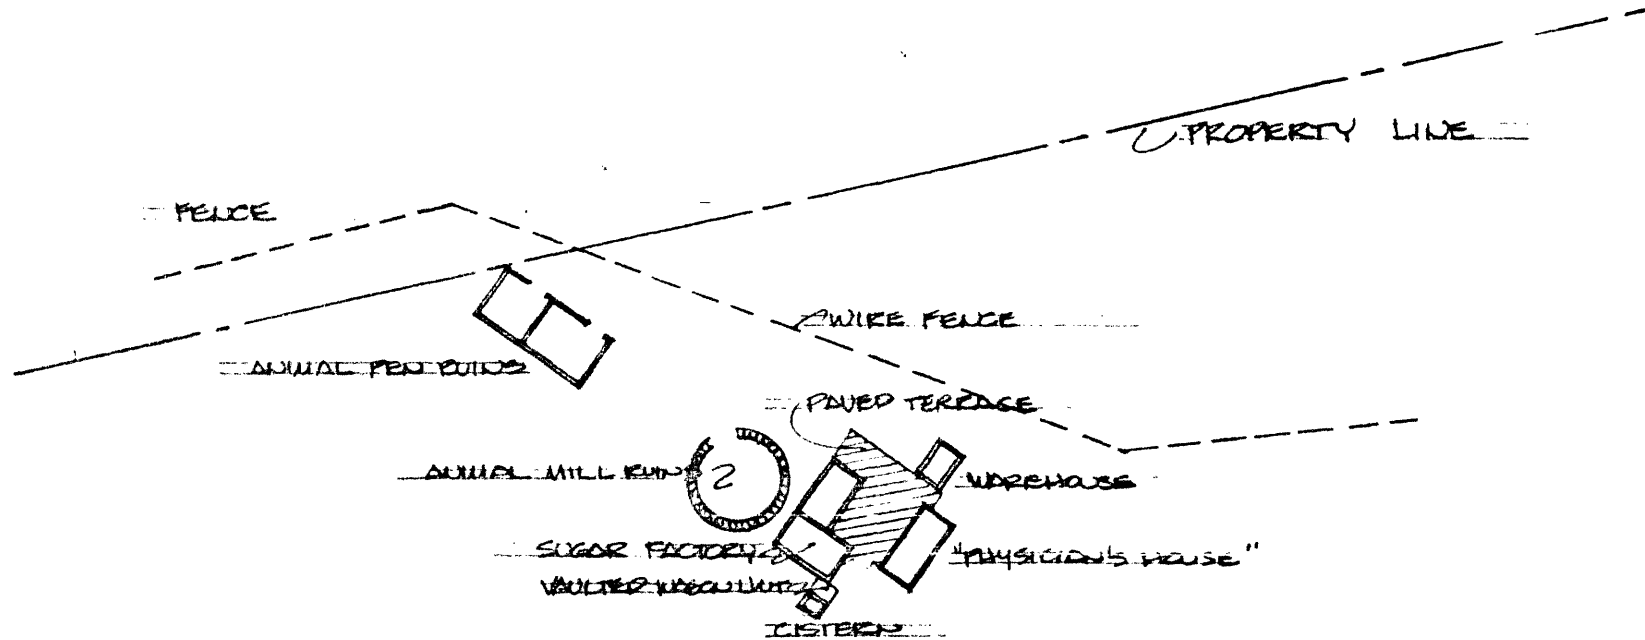 PROPERTY LINE
FENCE
WIRE FENCE
ANIMAL PEN RUINS
PAVED TERRACE
ANIMAL MILL RUINS
2
WAREHOUSE
SUGAR FACTORY
"PHYSICIAN'S HOUSE"
VAULTED
CISTERN